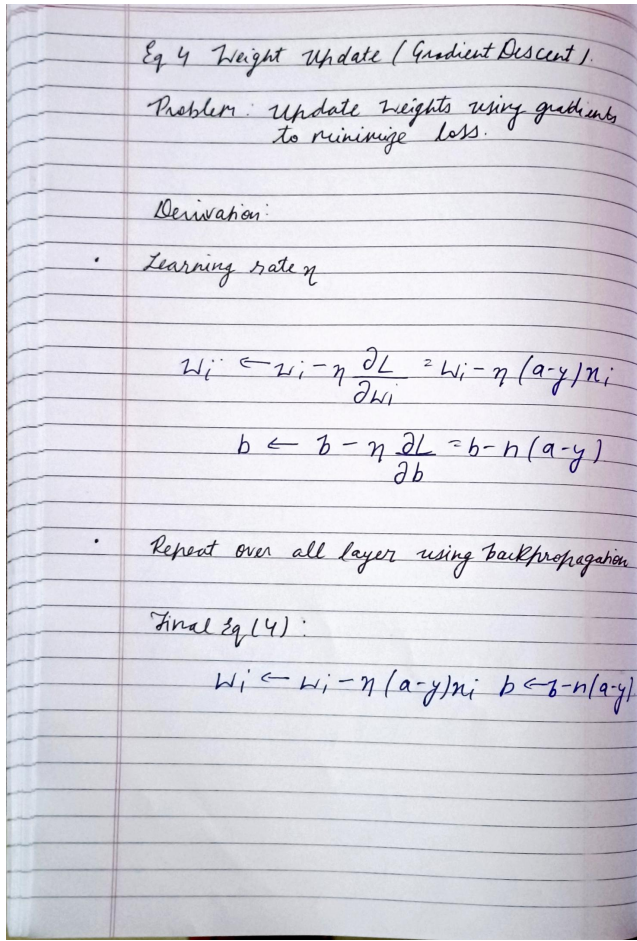 Eq 4 Weight Update (Gradient Descent).
Problem: Update weights using gradients
to minimize loss.
Derivation:
• Learning rate η
wi ← wi - η ∂L/∂wi = wi - η (a-y) xi
b ← b - η ∂L/∂b = b - η (a-y)
• Repeat over all layer using backpropagation
Final Eq (4):
wi ← wi - η (a-y) xi b ← b - η (a-y)